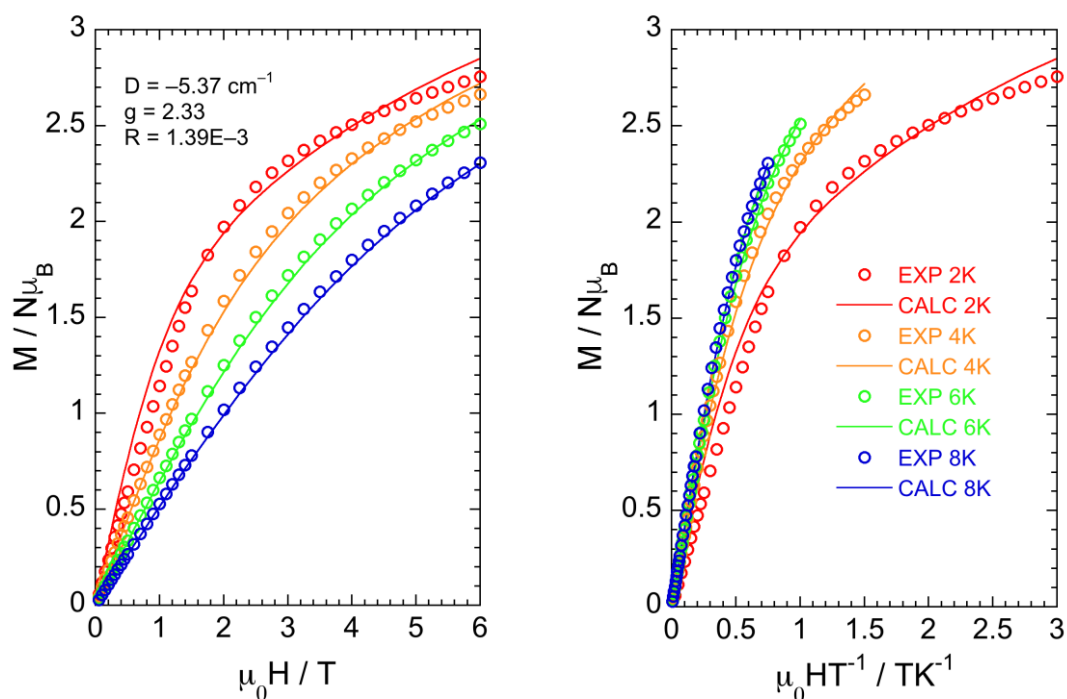 3
2.5
2
1.5
1
0.5
0
M / Nμ_B
D = –5.37 cm⁻¹
g = 2.33
R = 1.39E–3
0 1 2 3 4 5 6
μ₀H / T
3
2.5
2
1.5
1
0.5
0
M / Nμ_B
EXP 2K
CALC 2K
EXP 4K
CALC 4K
EXP 6K
CALC 6K
EXP 8K
CALC 8K
0 0.5 1 1.5 2 2.5 3
μ₀HT⁻¹ / TK⁻¹